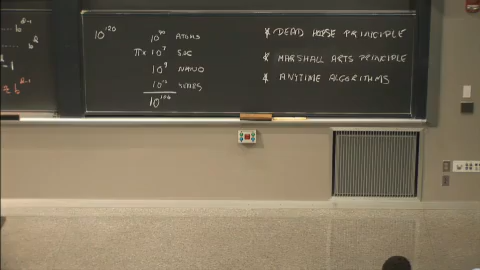 10^120
10^80 ATOMS
π × 10^7 SEC
10^9 NANO
10^10
10^106
* DEAD HORSE PRINCIPLE
* MARSHALL ARTS PRINCIPLE
* ANYTIME ALGORITHMS